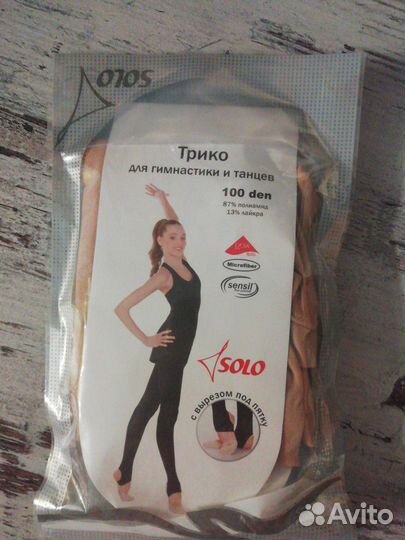 SOLO
Трико
для гимнастики и танцев
100 den
87% полиамид
13% лайкра
Microfiber
sensil
SOLO
с вырезом под пятку
Avito